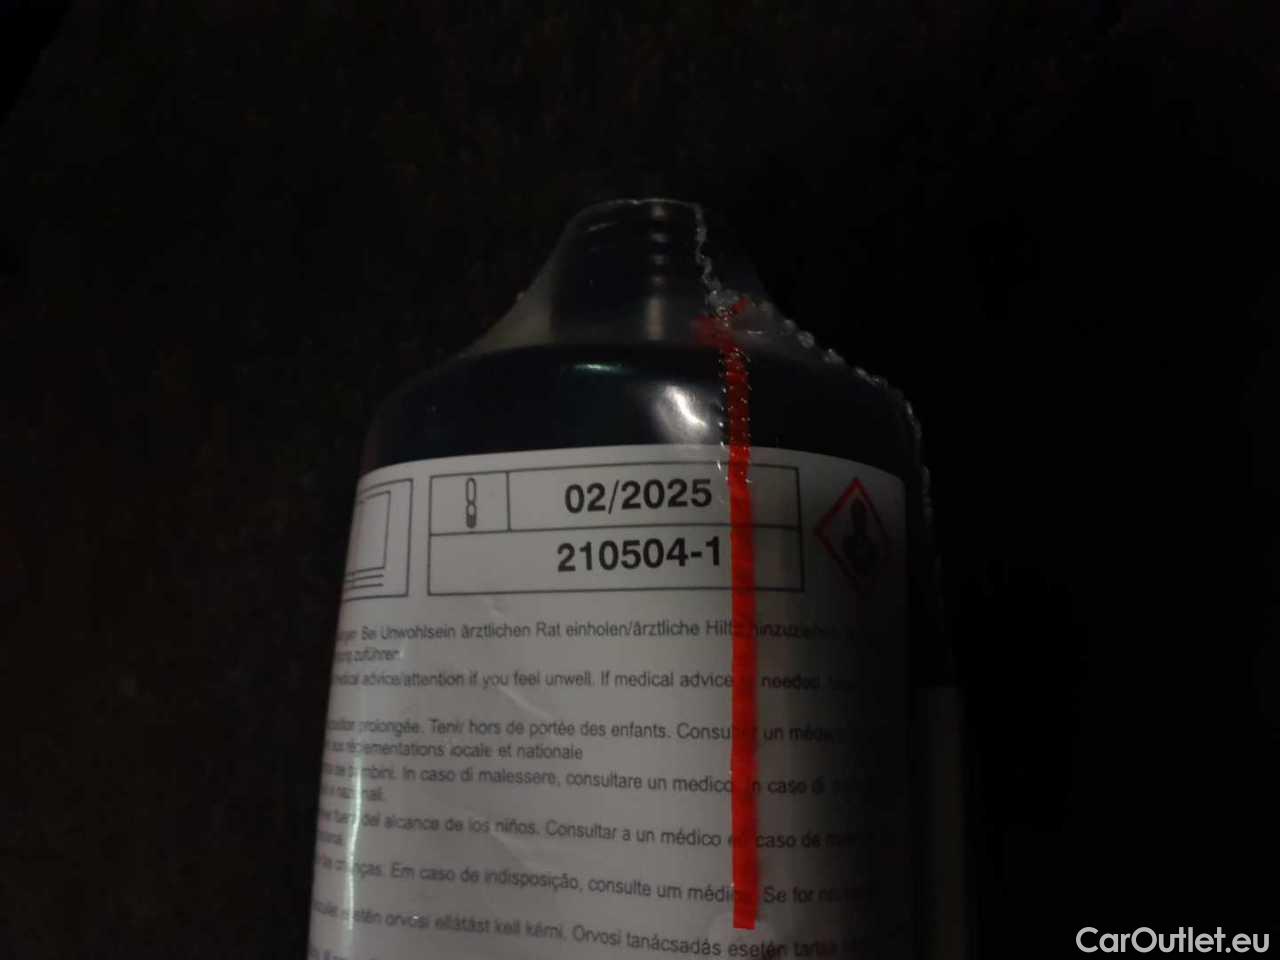 02/2025
210504-1
Bei Unwohlsein ärztlichen Rat einholen/ärztliche Hilfe hinzuziehen
zuführen.
medical advice/attention if you feel unwell. If medical advice is needed,
prolongée. Tenir hors de portée des enfants. Consulter un médecin
aux réglementations locale et nationale
bambini. In caso di malessere, consultare un medico. In caso di
fuera del alcance de los niños. Consultar a un médico en caso de
crianças. Em caso de indisposição, consulte um médico. Se for
esetén orvosi ellátást kell kérni. Orvosi tanácsadás esetén
CarOutlet.eu